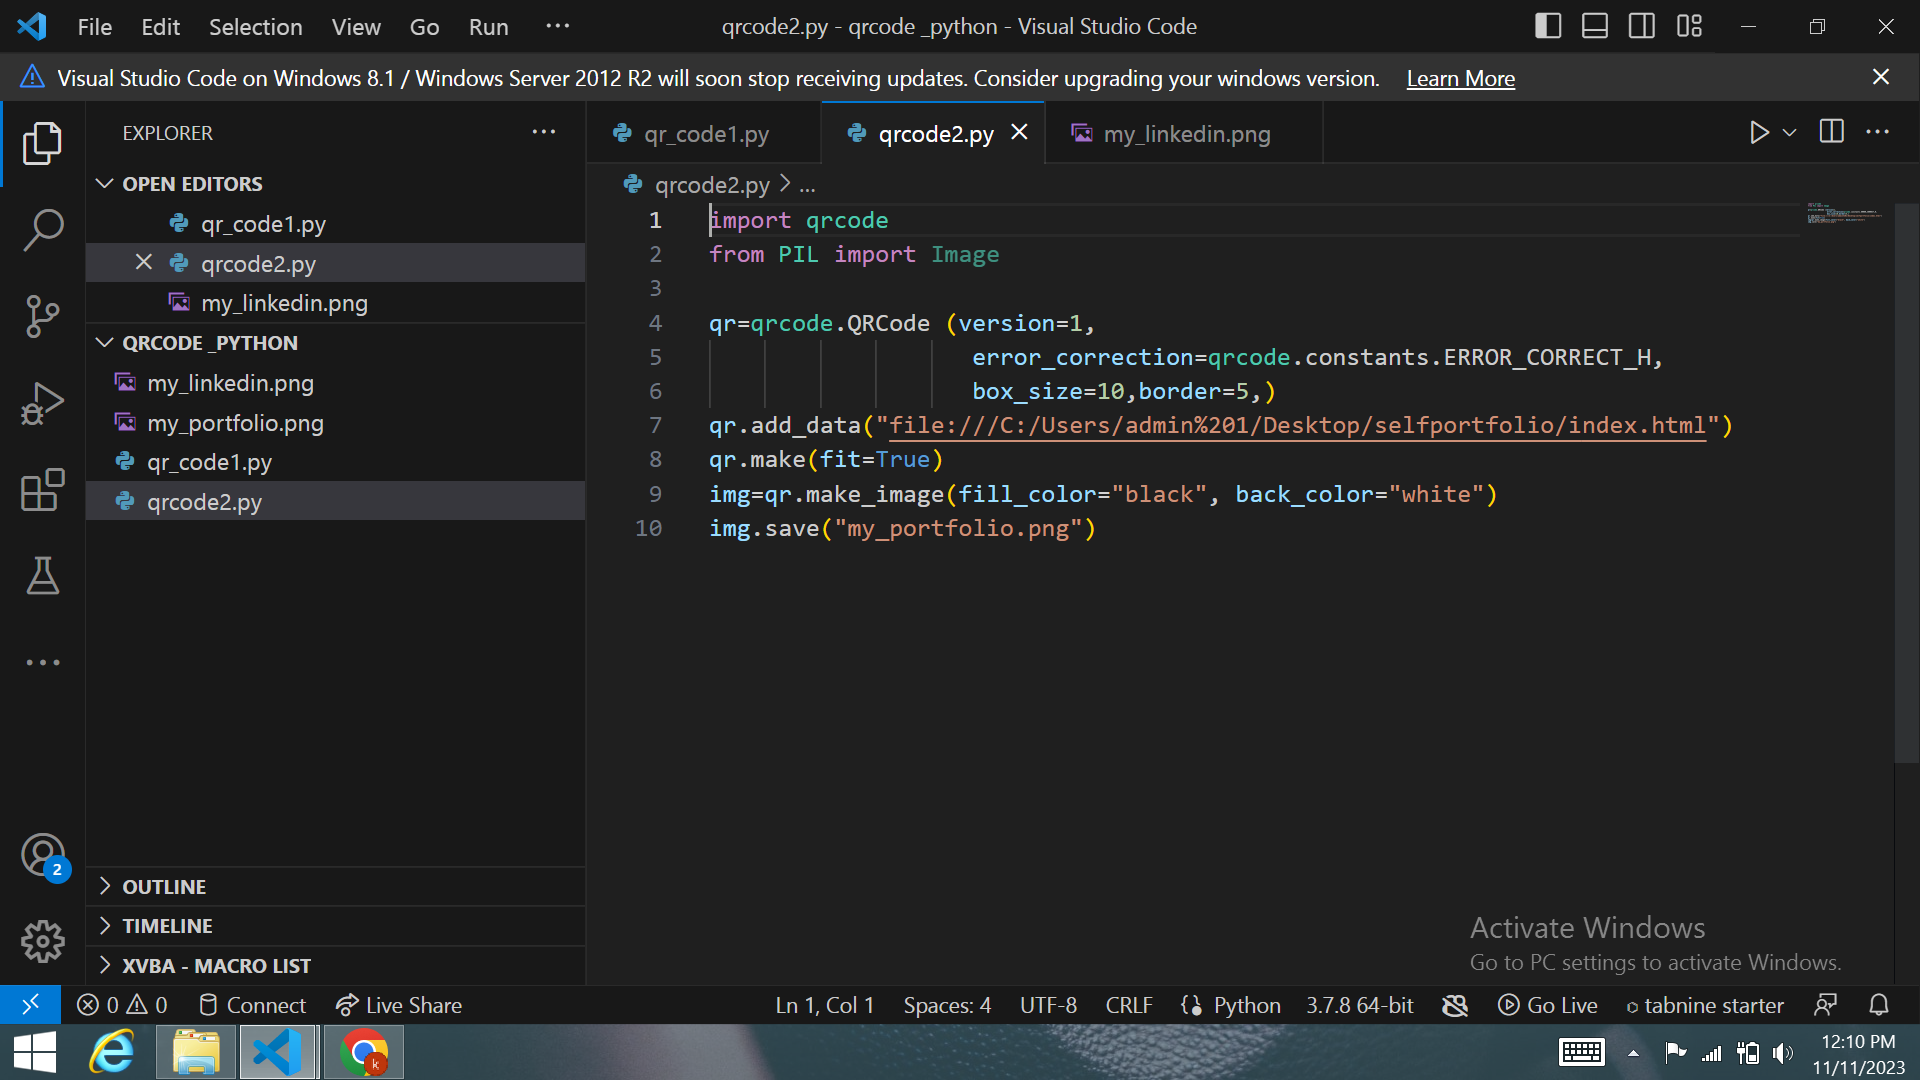 File Edit Selection View Go Run ··· qrcode2.py - qrcode _python - Visual Studio Code
Visual Studio Code on Windows 8.1 / Windows Server 2012 R2 will soon stop receiving updates. Consider upgrading your windows version. Learn More
EXPLORER ···
OPEN EDITORS
qr_code1.py
qrcode2.py
my_linkedin.png
QRCODE _PYTHON
my_linkedin.png
my_portfolio.png
qr_code1.py
qrcode2.py
OUTLINE
TIMELINE
XVBA - MACRO LIST
2
qr_code1.py qrcode2.py my_linkedin.png
qrcode2.py > ...
1 import qrcode
2 from PIL import Image
3
4 qr=qrcode.QRCode (version=1,
5 error_correction=qrcode.constants.ERROR_CORRECT_H,
6 box_size=10,border=5,)
7 qr.add_data("file:///C:/Users/admin%201/Desktop/selfportfolio/index.html")
8 qr.make(fit=True)
9 img=qr.make_image(fill_color="black", back_color="white")
10 img.save("my_portfolio.png")
Activate Windows
Go to PC settings to activate Windows.
0 0 Connect Live Share Ln 1, Col 1 Spaces: 4 UTF-8 CRLF Python 3.7.8 64-bit Go Live tabnine starter
k
12:10 PM
11/11/2023